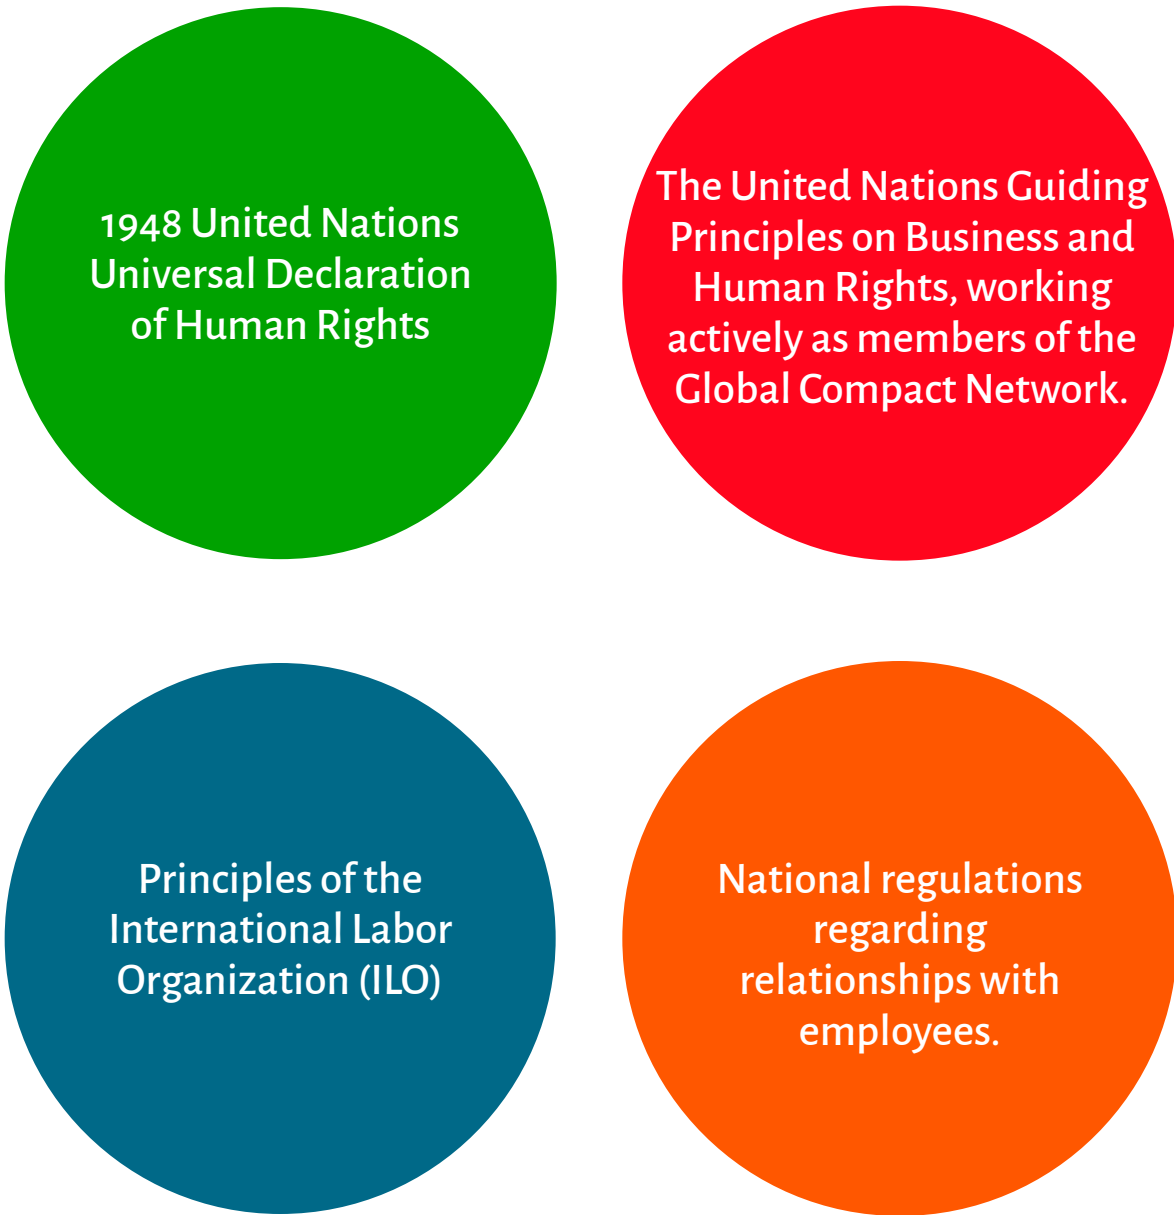 1948 United Nations
Universal Declaration
of Human Rights
The United Nations Guiding
Principles on Business and
Human Rights, working
actively as members of the
Global Compact Network.
Principles of the
International Labor
Organization (ILO)
National regulations
regarding
relationships with
employees.